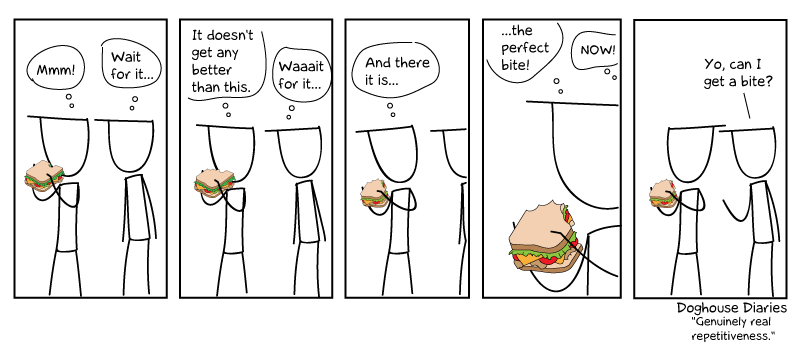 Mmm!
Wait
for it...
It doesn't
get any
better
than this.
Waaait
for it...
And there
it is...
...the
perfect
bite!
NOW!
Yo, can I
get a bite?
Doghouse Diaries
"Genuinely real
repetitiveness."